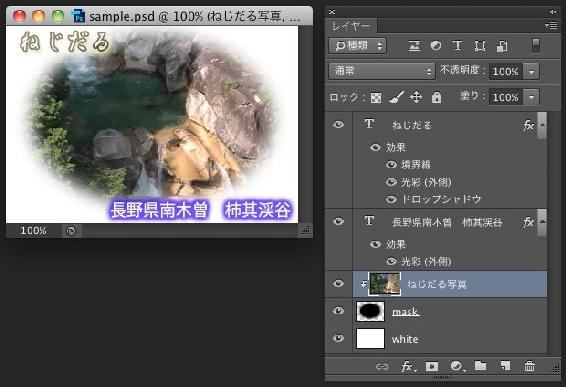 sample.psd @ 100% (ねじだる写真, ...
ねじだる
長野県南木曽　柿其渓谷
100%
レイヤー
種類
通常
不透明度: 100%
ロック:
塗り: 100%
T ねじだる fx
効果
境界線
光彩 (外側)
ドロップシャドウ
T 長野県南木曽　柿其渓谷 fx
効果
光彩 (外側)
ねじだる写真
mask
white
fx